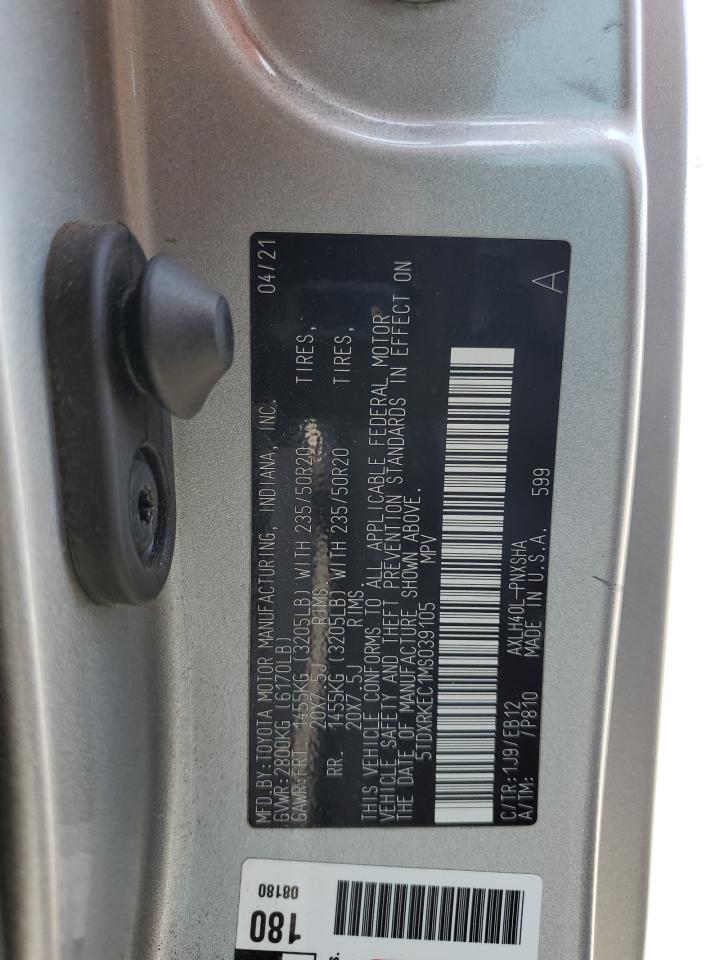 MFD.BY:TOYOTA MOTOR MANUFACTURING, INDIANA, INC. 04/21
GVWR:2800KG (6170LB)
GAWR:FRT. 1455KG (3205LB) WITH 235/50R20 TIRES,
20X7.5J RIMS.
RR. 1455KG (3205LB) WITH 235/50R20 TIRES,
20X7.5J RIMS.
THIS VEHICLE CONFORMS TO ALL APPLICABLE FEDERAL MOTOR
VEHICLE SAFETY AND THEFT PREVENTION STANDARDS IN EFFECT ON
THE DATE OF MANUFACTURE SHOWN ABOVE.
5TDXRKEC1MS039105 MPV
C/TR:1J9/EB12 AXLH40L-PNXSHA 599 A
A/TM: /P810 MADE IN U.S.A.
08180
180